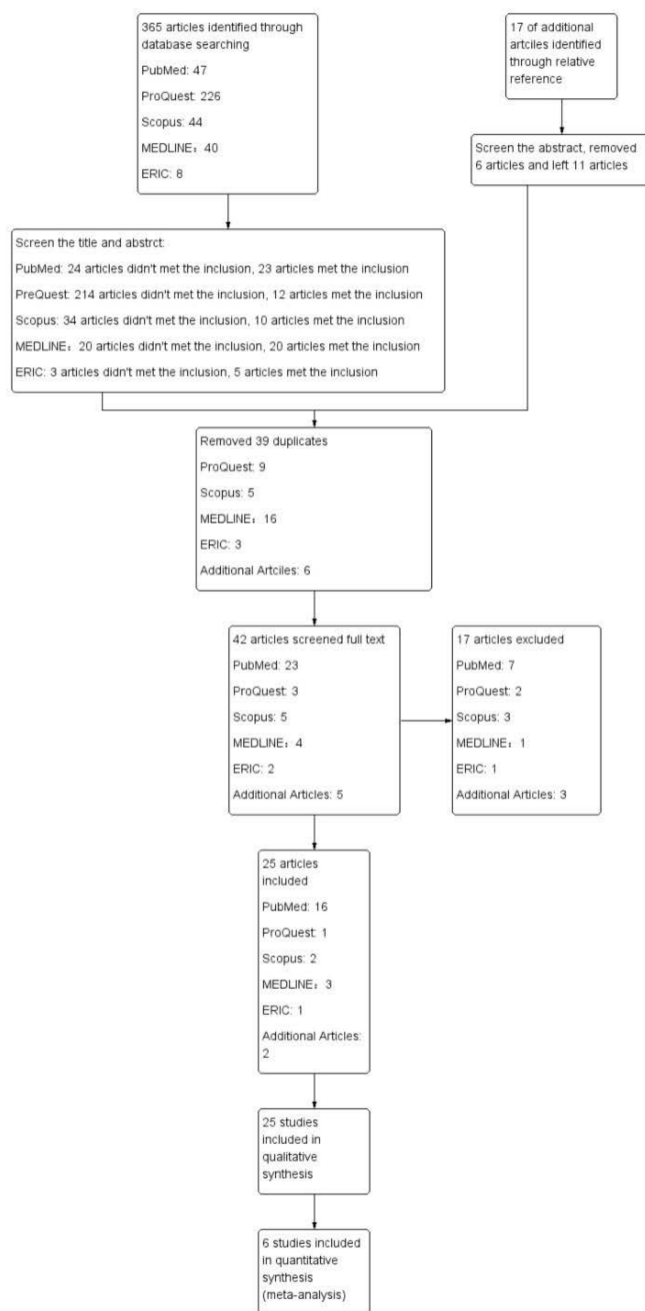 365 articles identified through
database searching
PubMed: 47
ProQuest: 226
Scopus: 44
MEDLINE：40
ERIC: 8
17 of additional
artciles identified
through relative
reference
Screen the abstract, removed
6 articles and left 11 articles
Screen the title and abstrct:
PubMed: 24 articles didn't met the inclusion, 23 articles met the inclusion
PreQuest: 214 articles didn't met the inclusion, 12 articles met the inclusion
Scopus: 34 articles didn't met the inclusion, 10 articles met the inclusion
MEDLINE：20 articles didn't met the inclusion, 20 articles met the inclusion
ERIC: 3 articles didn't met the inclusion, 5 articles met the inclusion
Removed 39 duplicates
ProQuest: 9
Scopus: 5
MEDLINE：16
ERIC: 3
Additional Artciles: 6
42 articles screened full text
PubMed: 23
ProQuest: 3
Scopus: 5
MEDLINE：4
ERIC: 2
Additional Articles: 5
17 articles excluded
PubMed: 7
ProQuest: 2
Scopus: 3
MEDLINE：1
ERIC: 1
Additional Articles: 3
25 articles
included
PubMed: 16
ProQuest: 1
Scopus: 2
MEDLINE：3
ERIC: 1
Additional Articles:
2
25 studies
included in
qualitative
synthesis
6 studies included
in quantitative
synthesis
(meta-analysis)